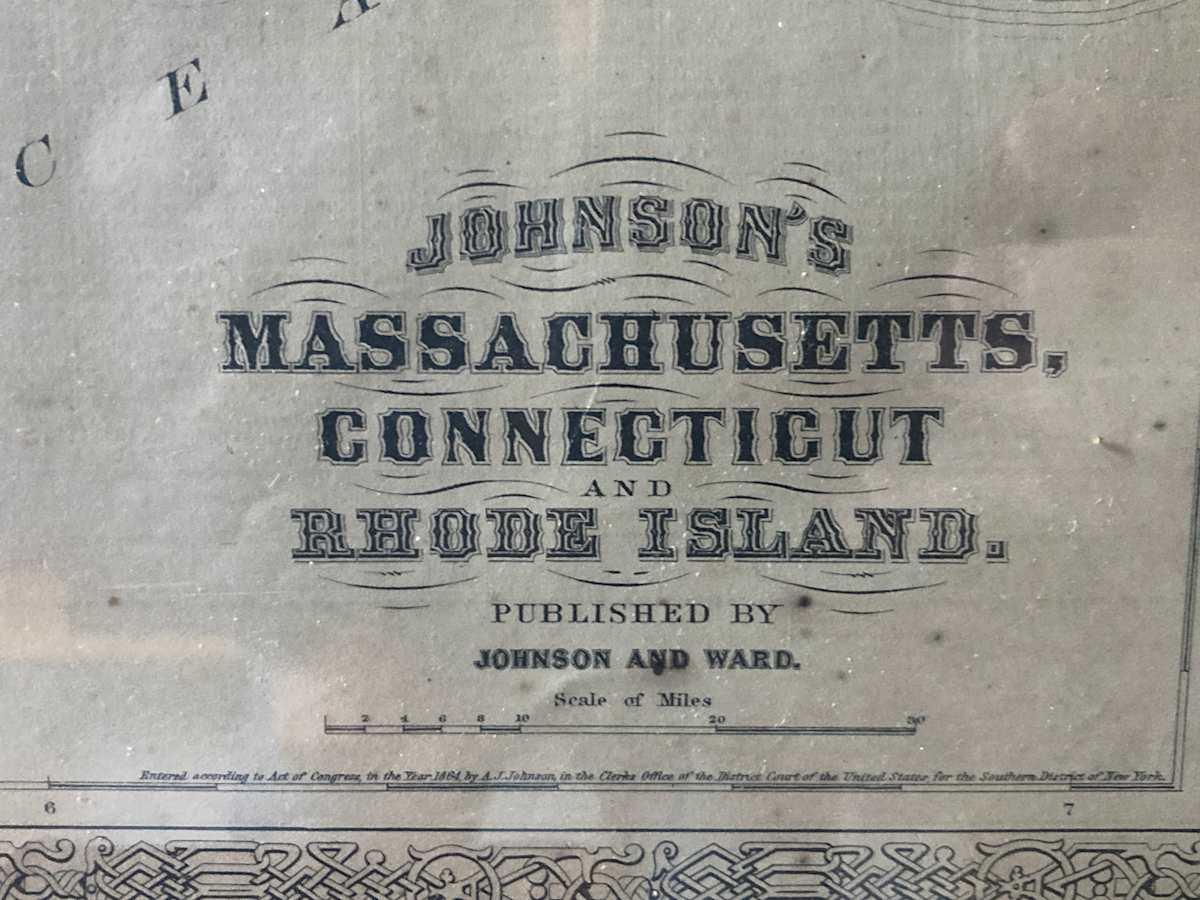 C E A
JOHNSON'S
MASSACHUSETTS,
CONNECTICUT
AND
RHODE ISLAND.
PUBLISHED BY
JOHNSON AND WARD.
Scale of Miles
2 4 6 8 10 20 30
Entered according to Act of Congress, in the Year 1864, by A.J. Johnson, in the Clerks Office of the District Court of the United States, for the Southern District of New York.
6 7